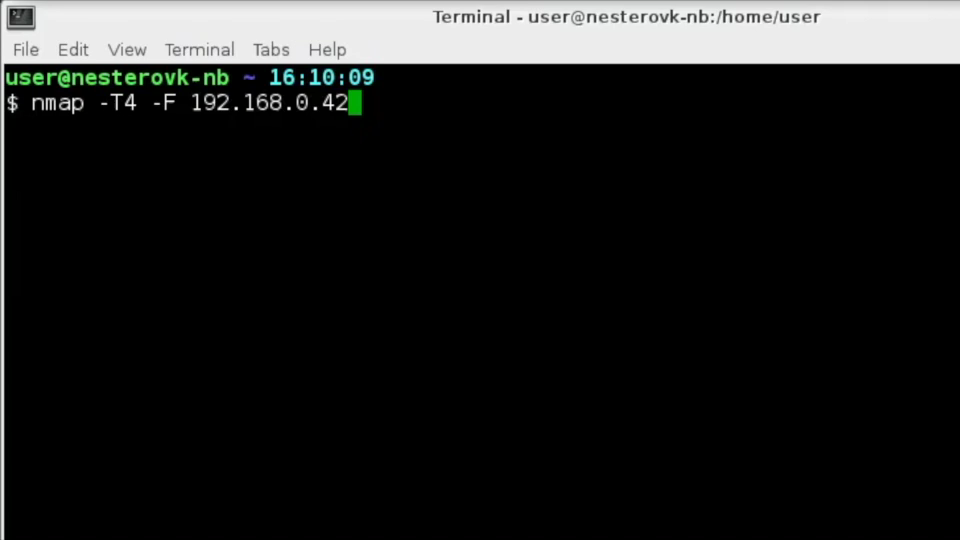 Terminal - user@nesterovk-nb:/home/user
File Edit View Terminal Tabs Help
user@nesterovk-nb ~ 16:10:09
$ nmap -T4 -F 192.168.0.42